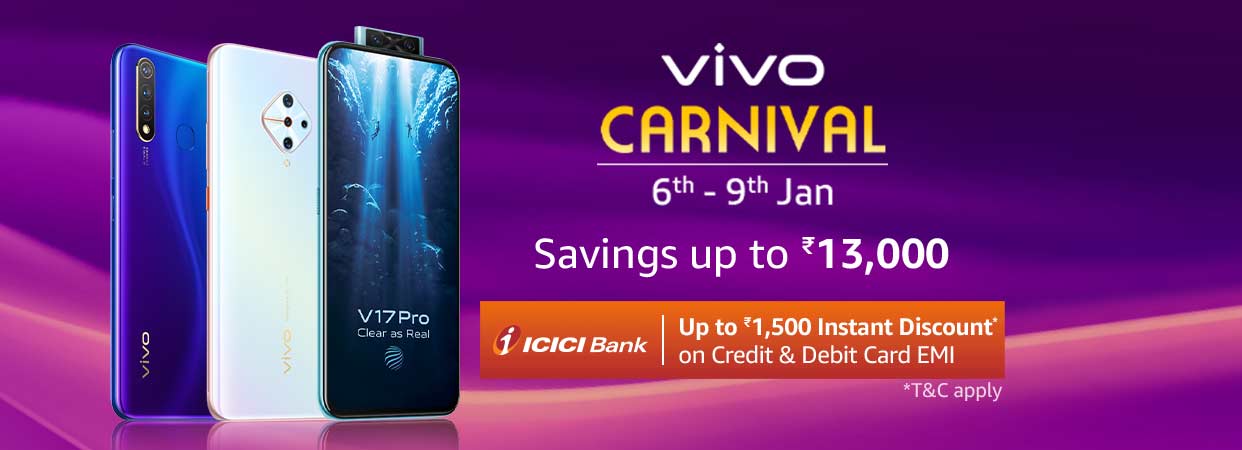 vivo
CARNIVAL
6th - 9th Jan
Savings up to ₹13,000
ICICI Bank
Up to ₹1,500 Instant Discount*
on Credit & Debit Card EMI
*T&C apply
V17Pro
Clear as Real
vivo
vivo